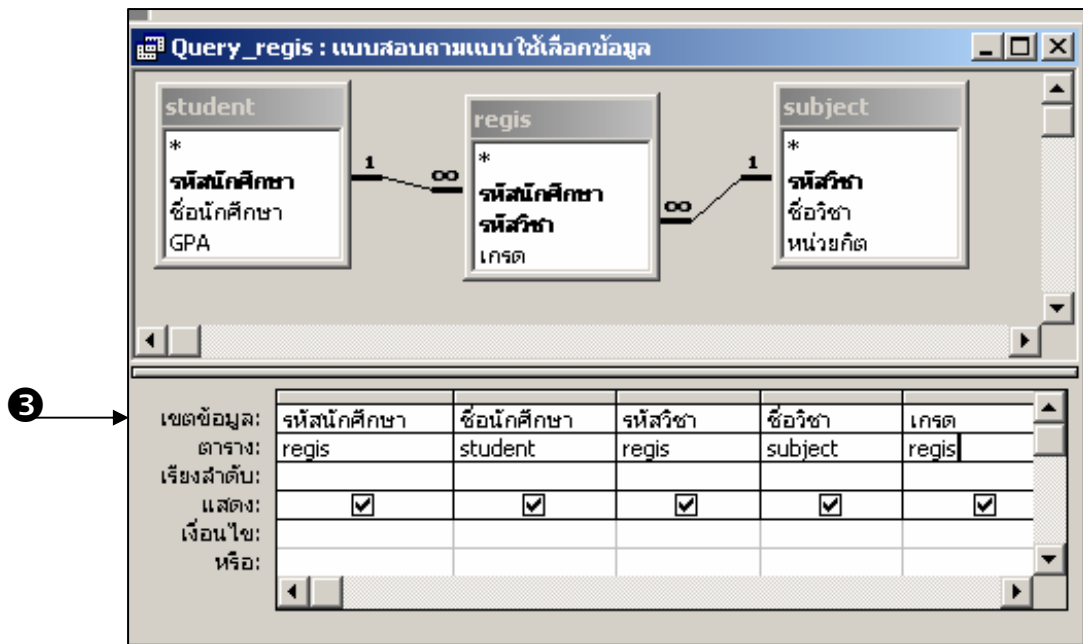 Query_regis : แบบสอบถามแบบใช้เลือกข้อมูล
student
*
รหัสนักศึกษา
ชื่อนักศึกษา
GPA
1
∞
regis
*
รหัสนักศึกษา
รหัสวิชา
เกรด
∞
1
subject
*
รหัสวิชา
ชื่อวิชา
หน่วยกิต
❸
เขตข้อมูล: รหัสนักศึกษา ชื่อนักศึกษา รหัสวิชา ชื่อวิชา เกรด
ตาราง: regis student regis subject regis
เรียงลำดับ:
แสดง:
เงื่อนไข:
หรือ: